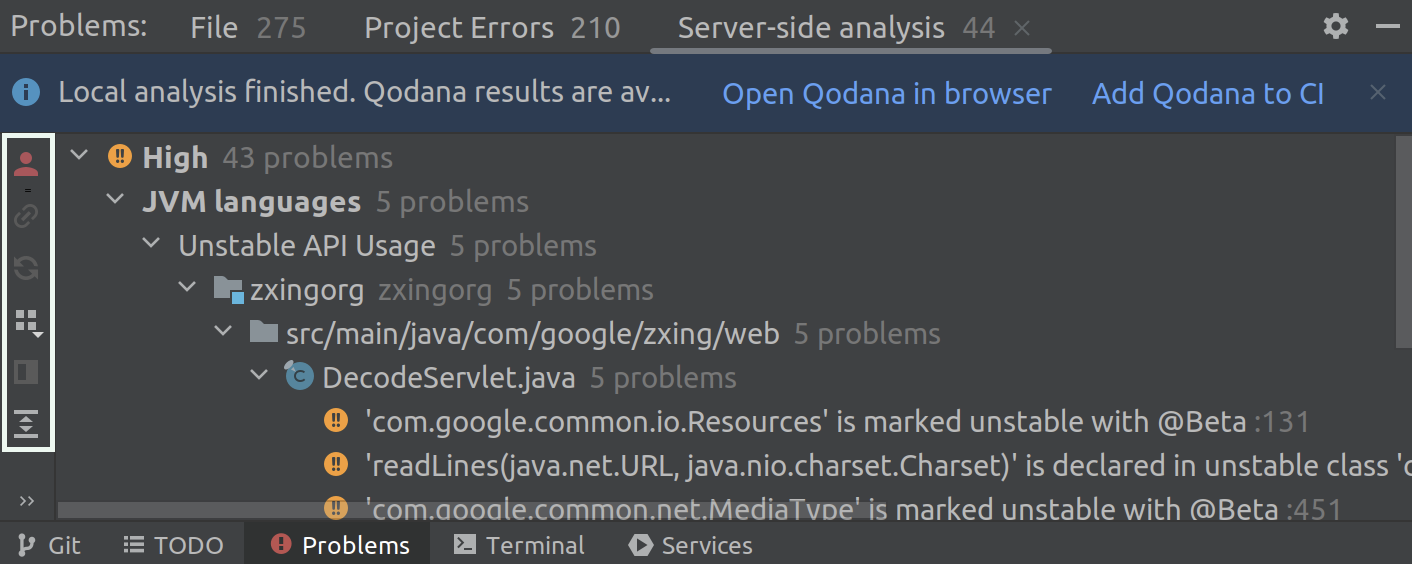 Problems: File 275 Project Errors 210 Server-side analysis 44
Local analysis finished. Qodana results are av... Open Qodana in browser Add Qodana to CI
High 43 problems
JVM languages 5 problems
Unstable API Usage 5 problems
zxingorg zxingorg 5 problems
src/main/java/com/google/zxing/web 5 problems
DecodeServlet.java 5 problems
'com.google.common.io.Resources' is marked unstable with @Beta :131
'readLines(java.net.URL, java.nio.charset.Charset)' is declared in unstable class 'c
'com.google.common.net.MediaType' is marked unstable with @Beta :451
Git TODO Problems Terminal Services